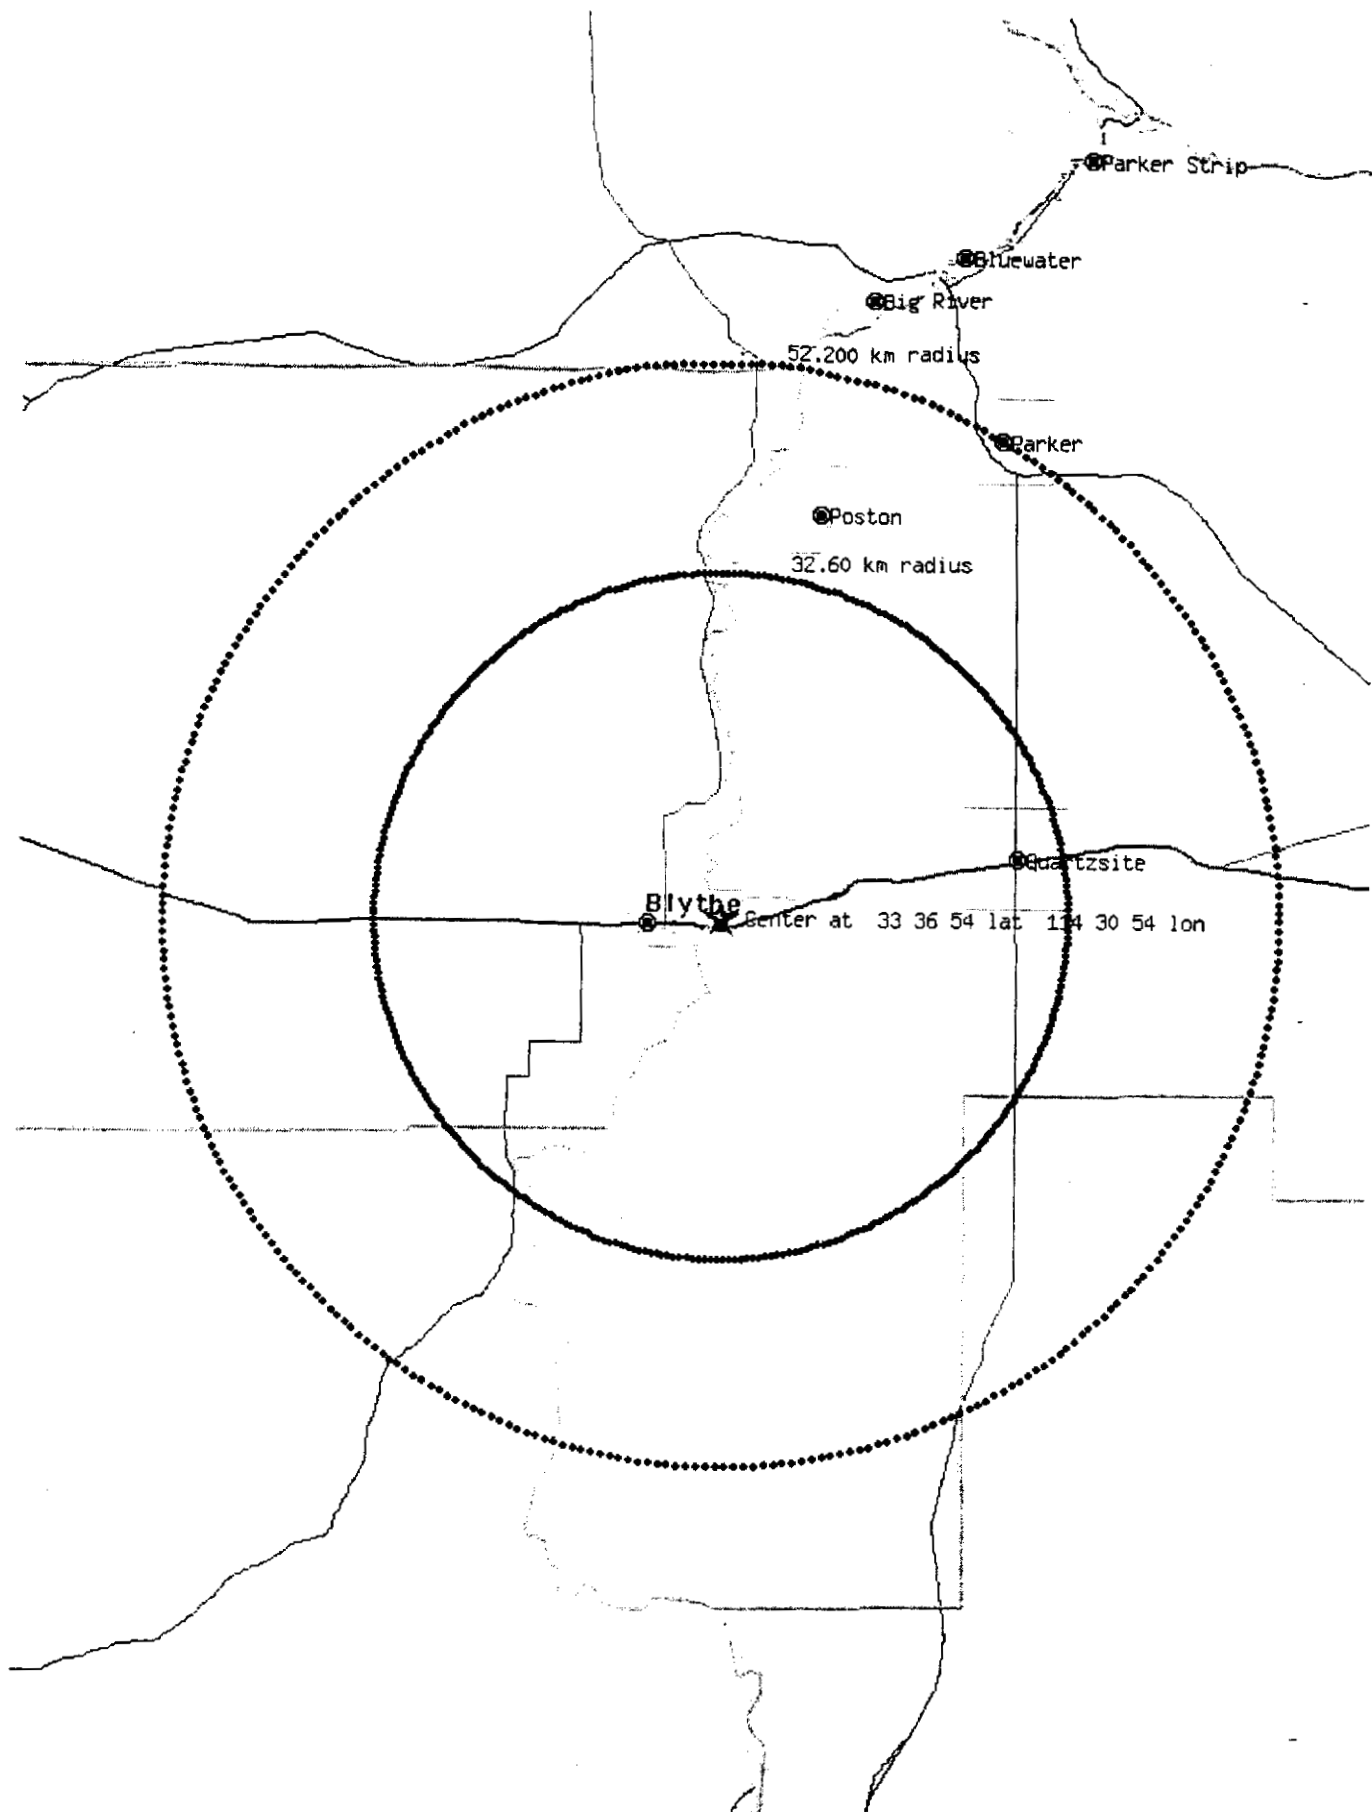 Parker Strip
Bluewater
Big River
52.200 km radius
Parker
Poston
32.60 km radius
Quartzsite
Blythe
Center at 33 36 54 lat 114 30 54 lon